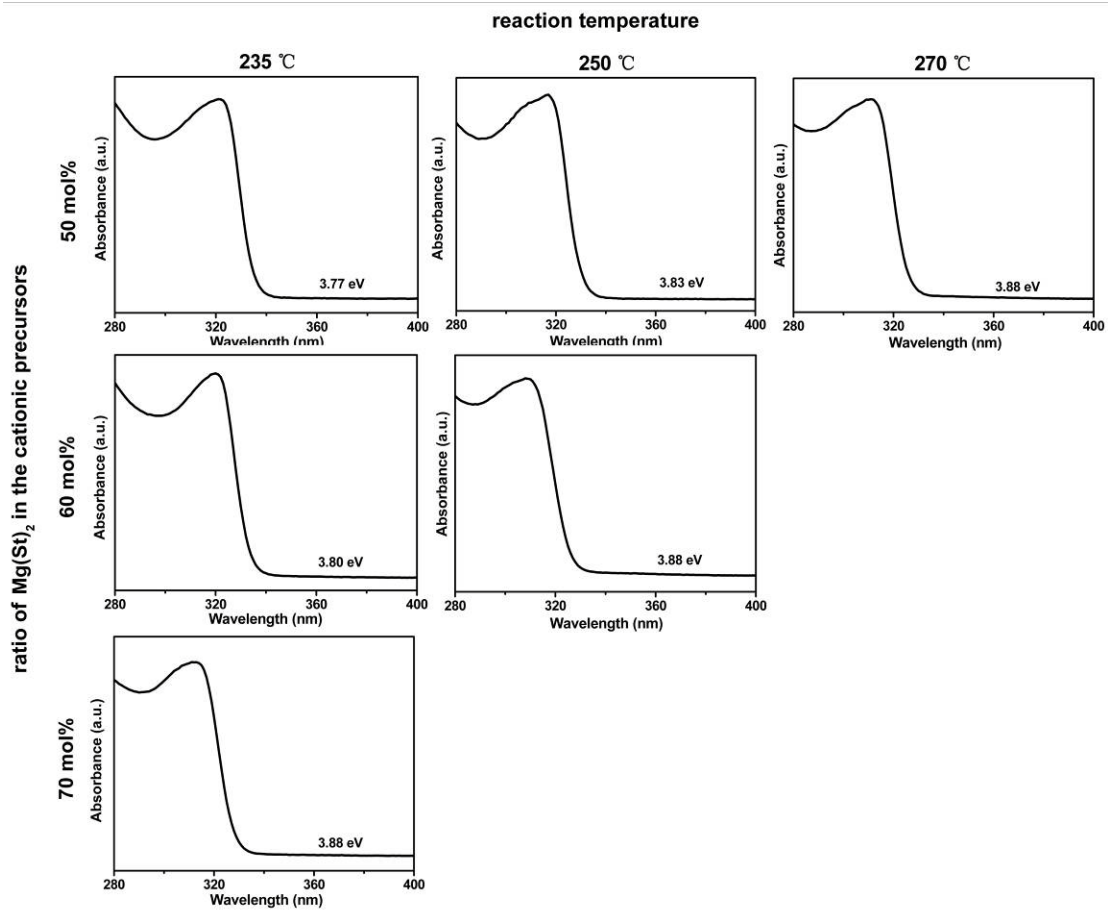 reaction temperature
235 ℃
250 ℃
270 ℃
ratio of Mg(St)2 in the cationic precursors
50 mol%
Absorbance (a.u.)
3.77 eV
280 320 360 400
Wavelength (nm)
Absorbance (a.u.)
3.83 eV
280 320 360 400
Wavelength (nm)
Absorbance (a.u.)
3.88 eV
280 320 360 400
Wavelength (nm)
60 mol%
Absorbance (a.u.)
3.80 eV
280 320 360 400
Wavelength (nm)
Absorbance (a.u.)
3.88 eV
280 320 360 400
Wavelength (nm)
70 mol%
Absorbance (a.u.)
3.88 eV
280 320 360 400
Wavelength (nm)